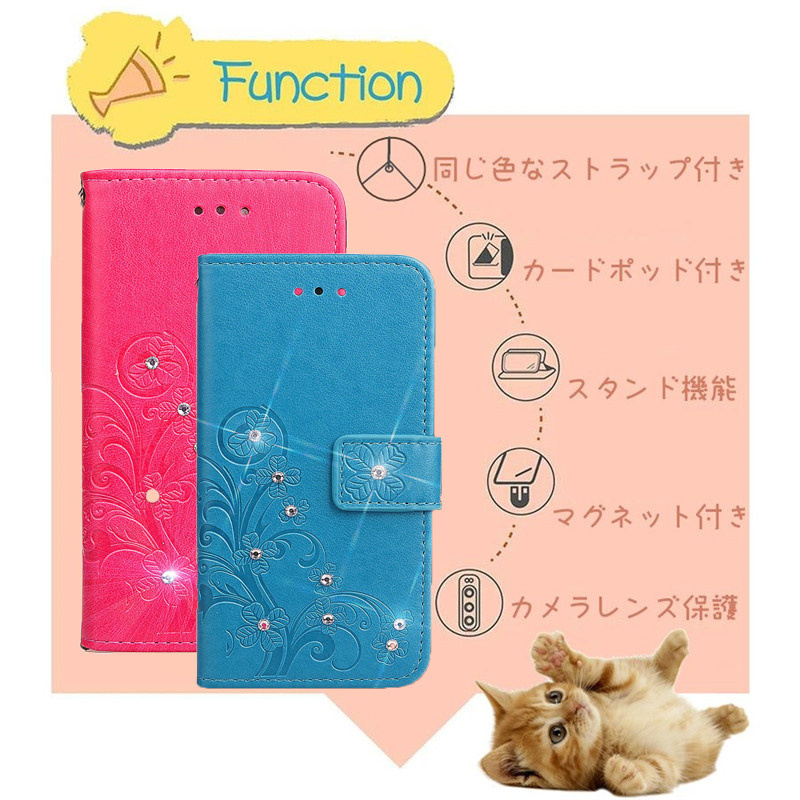 Function
同じ色なストラップ付き
カードポッド付き
スタンド機能
マグネット付き
カメラレンズ保護